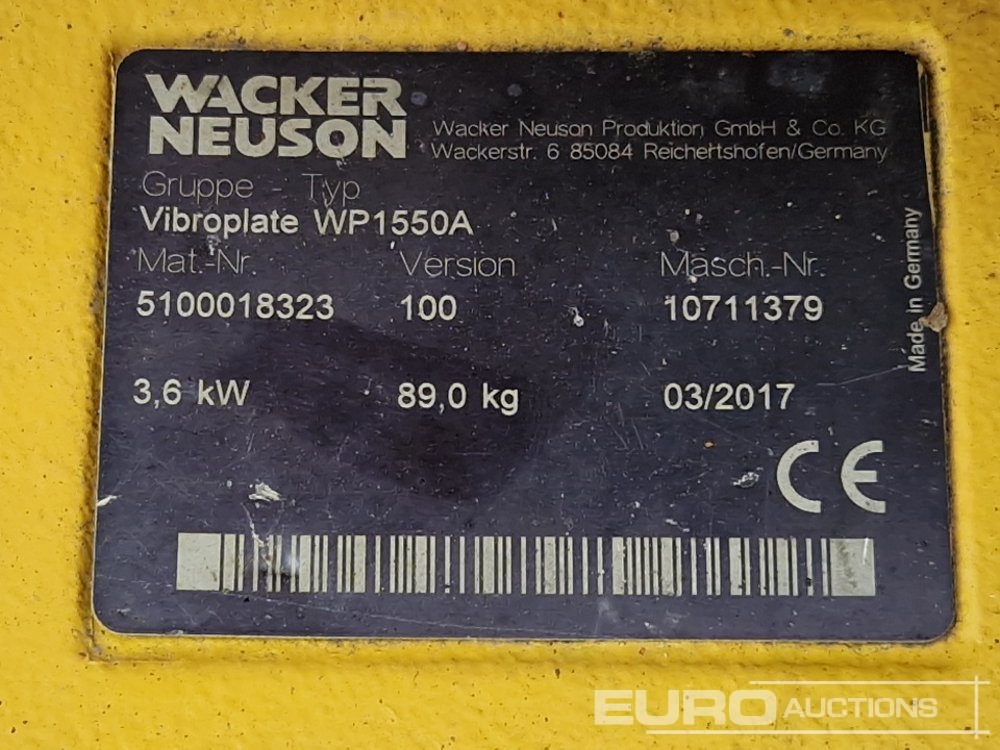 WACKER
NEUSON
Wacker Neuson Produktion GmbH & Co. KG
Wackerstr. 6 85084 Reichertshofen/Germany
Gruppe - Typ
Vibroplate WP1550A
Mat.-Nr. Version Masch.-Nr.
5100018323 100 10711379
3,6 kW 89,0 kg 03/2017
Made in Germany
CE
EURO AUCTIONS